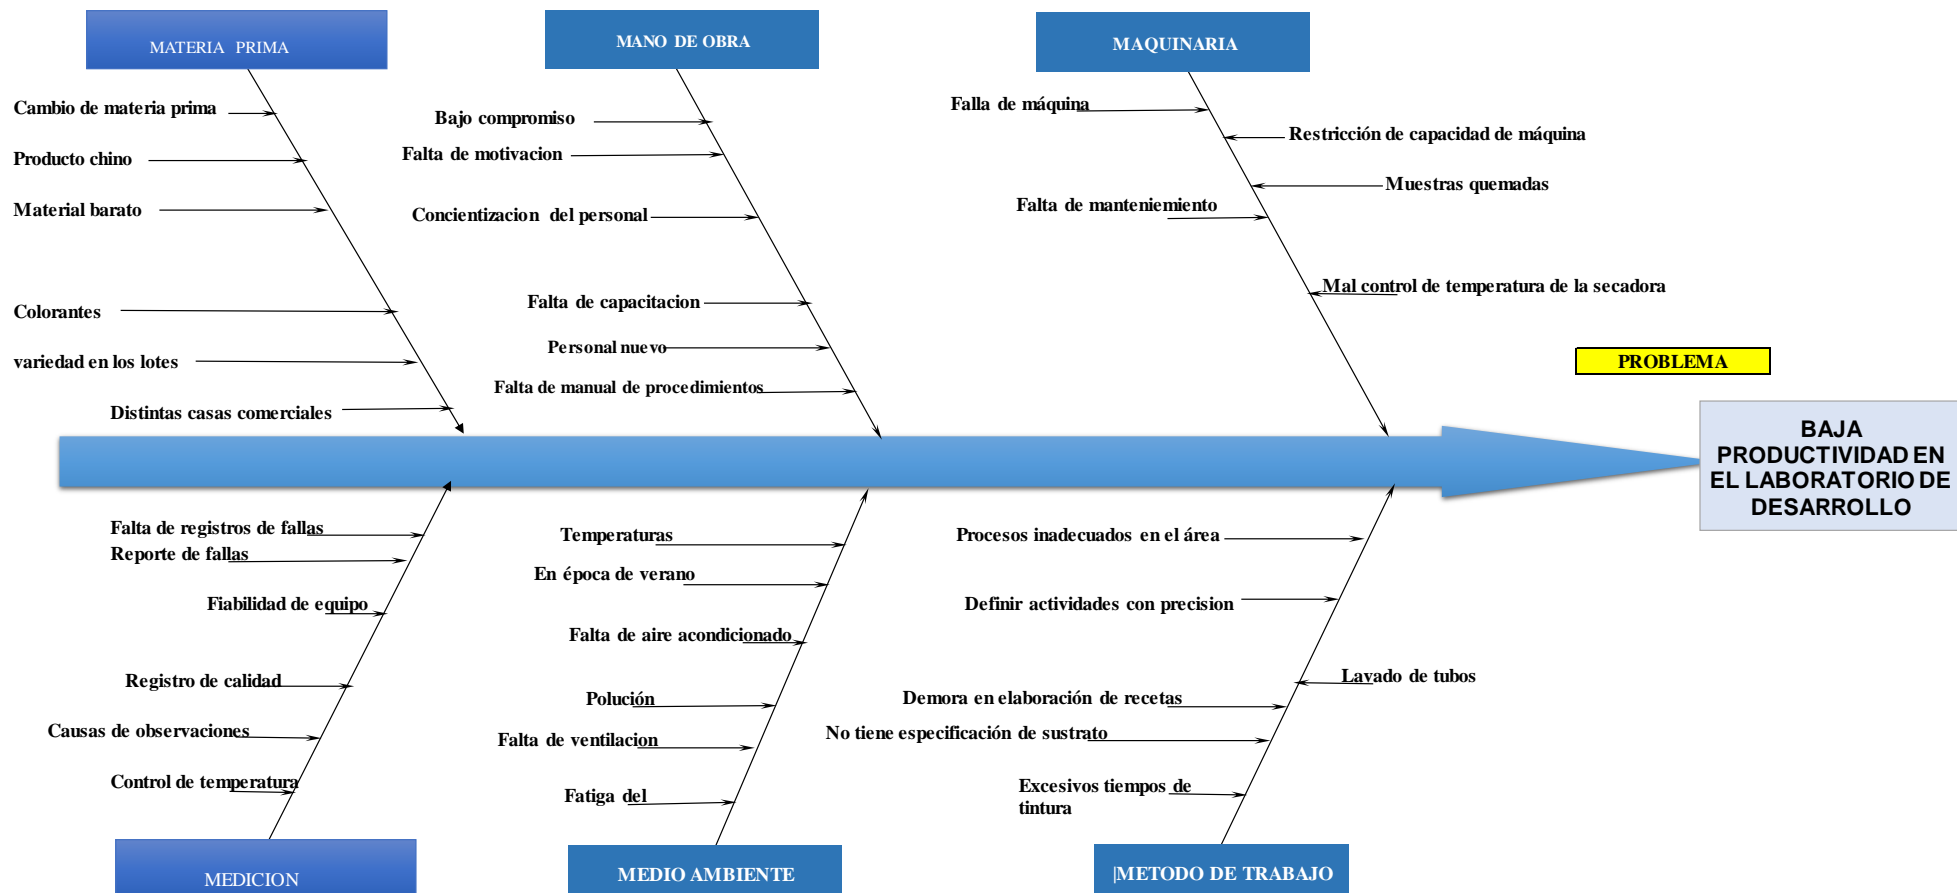 MATERIA PRIMA
MANO DE OBRA
MAQUINARIA
Cambio de materia prima
Producto chino
Material barato
Colorantes
variedad en los lotes
Distintas casas comerciales
Bajo compromiso
Falta de motivacion
Concientizacion del personal
Falta de capacitacion
Personal nuevo
Falta de manual de procedimientos
Falla de máquina
Restricción de capacidad de máquina
Muestras quemadas
Falta de manteniemiento
Mal control de temperatura de la secadora
PROBLEMA
BAJA
PRODUCTIVIDAD EN
EL LABORATORIO DE
DESARROLLO
Falta de registros de fallas
Reporte de fallas
Fiabilidad de equipo
Registro de calidad
Causas de observaciones
Control de temperatura
Temperaturas
En época de verano
Falta de aire acondicionado
Polución
Falta de ventilacion
Fatiga del
Procesos inadecuados en el área
Definir actividades con precision
Lavado de tubos
Demora en elaboración de recetas
No tiene especificación de sustrato
Excesivos tiempos de
tintura
MEDICION
MEDIO AMBIENTE
|METODO DE TRABAJO